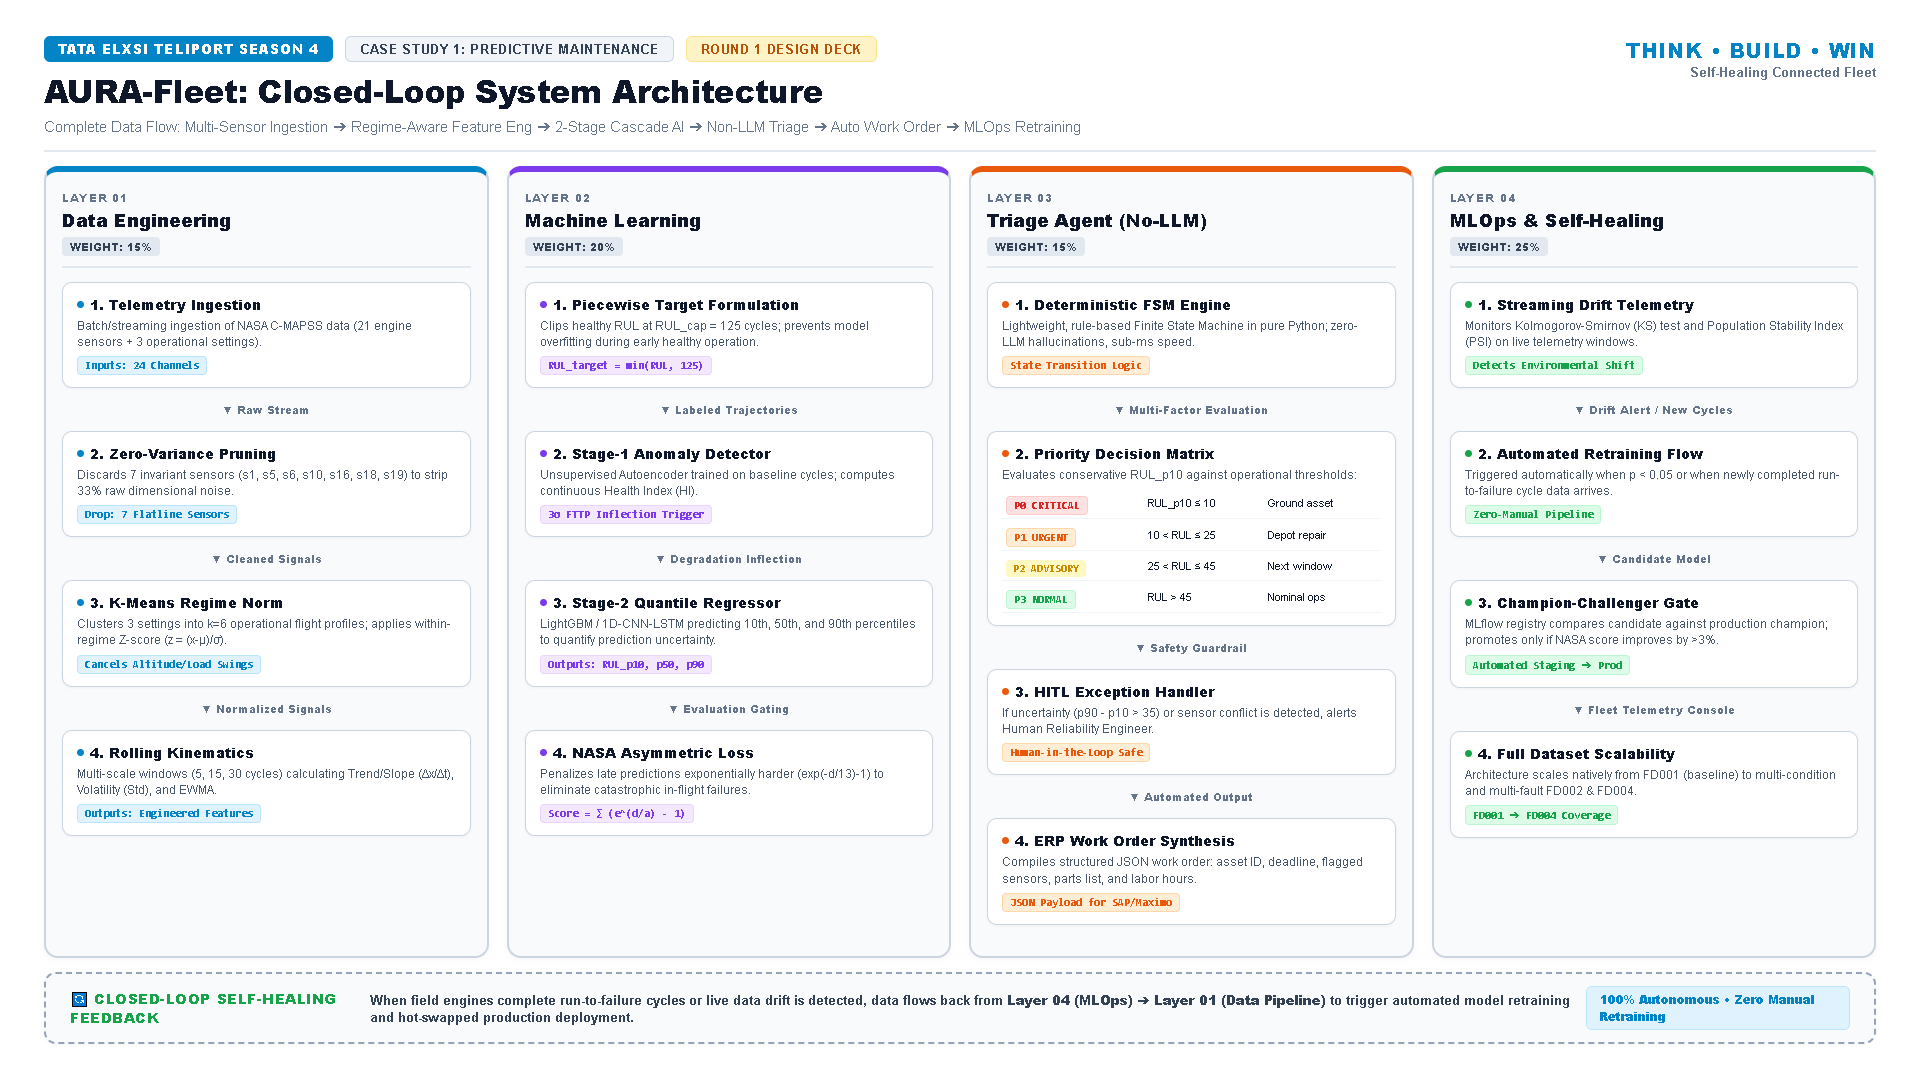 TATA ELXSI TELIPORT SEASON 4
CASE STUDY 1: PREDICTIVE MAINTENANCE
ROUND 1 DESIGN DECK
THINK • BUILD • WIN
Self-Healing Connected Fleet
AURA-Fleet: Closed-Loop System Architecture
Complete Data Flow: Multi-Sensor Ingestion ➔ Regime-Aware Feature Eng ➔ 2-Stage Cascade AI ➔ Non-LLM Triage ➔ Auto Work Order ➔ MLOps Retraining
LAYER 01
Data Engineering
WEIGHT: 15%
• 1. Telemetry Ingestion
Batch/streaming ingestion of NASA C-MAPSS data (21 engine
sensors + 3 operational settings).
Inputs: 24 Channels
▼ Raw Stream
• 2. Zero-Variance Pruning
Discards 7 invariant sensors (s1, s5, s6, s10, s16, s18, s19) to strip
33% raw dimensional noise.
Drop: 7 Flatline Sensors
▼ Cleaned Signals
• 3. K-Means Regime Norm
Clusters 3 settings into k=6 operational flight profiles; applies within-
regime Z-score (z = (x-μ)/σ).
Cancels Altitude/Load Swings
▼ Normalized Signals
• 4. Rolling Kinematics
Multi-scale windows (5, 15, 30 cycles) calculating Trend/Slope (Δx/Δt),
Volatility (Std), and EWMA.
Outputs: Engineered Features
LAYER 02
Machine Learning
WEIGHT: 20%
• 1. Piecewise Target Formulation
Clips healthy RUL at RUL_cap = 125 cycles; prevents model
overfitting during early healthy operation.
RUL_target = min(RUL, 125)
▼ Labeled Trajectories
• 2. Stage-1 Anomaly Detector
Unsupervised Autoencoder trained on baseline cycles; computes
continuous Health Index (HI).
3σ FTTP Inflection Trigger
▼ Degradation Inflection
• 3. Stage-2 Quantile Regressor
LightGBM / 1D-CNN-LSTM predicting 10th, 50th, and 90th percentiles
to quantify prediction uncertainty.
Outputs: RUL_p10, p50, p90
▼ Evaluation Gating
• 4. NASA Asymmetric Loss
Penalizes late predictions exponentially harder (exp(-d/13)-1) to
eliminate catastrophic in-flight failures.
Score = ∑ (e^(d/a) - 1)
LAYER 03
Triage Agent (No-LLM)
WEIGHT: 15%
• 1. Deterministic FSM Engine
Lightweight, rule-based Finite State Machine in pure Python; zero-
LLM hallucinations, sub-ms speed.
State Transition Logic
▼ Multi-Factor Evaluation
• 2. Priority Decision Matrix
Evaluates conservative RUL_p10 against operational thresholds:
P0 CRITICAL RUL_p10 ≤ 10 Ground asset
P1 URGENT 10 < RUL ≤ 25 Depot repair
P2 ADVISORY 25 < RUL ≤ 45 Next window
P3 NORMAL RUL > 45 Nominal ops
▼ Safety Guardrail
• 3. HITL Exception Handler
If uncertainty (p90 - p10 > 35) or sensor conflict is detected, alerts
Human Reliability Engineer.
Human-in-the-Loop Safe
▼ Automated Output
• 4. ERP Work Order Synthesis
Compiles structured JSON work order: asset ID, deadline, flagged
sensors, parts list, and labor hours.
JSON Payload for SAP/Maximo
LAYER 04
MLOps & Self-Healing
WEIGHT: 25%
• 1. Streaming Drift Telemetry
Monitors Kolmogorov-Smirnov (KS) test and Population Stability Index
(PSI) on live telemetry windows.
Detects Environmental Shift
▼ Drift Alert / New Cycles
• 2. Automated Retraining Flow
Triggered automatically when p < 0.05 or when newly completed run-
to-failure cycle data arrives.
Zero-Manual Pipeline
▼ Candidate Model
• 3. Champion-Challenger Gate
MLflow registry compares candidate against production champion;
promotes only if NASA score improves by >3%.
Automated Staging ➔ Prod
▼ Fleet Telemetry Console
• 4. Full Dataset Scalability
Architecture scales natively from FD001 (baseline) to multi-condition
and multi-fault FD002 & FD004.
FD001 ➔ FD004 Coverage
🔄 CLOSED-LOOP SELF-HEALING
FEEDBACK
When field engines complete run-to-failure cycles or live data drift is detected, data flows back from Layer 04 (MLOps) ➔ Layer 01 (Data Pipeline) to trigger automated model retraining
and hot-swapped production deployment.
100% Autonomous • Zero Manual
Retraining